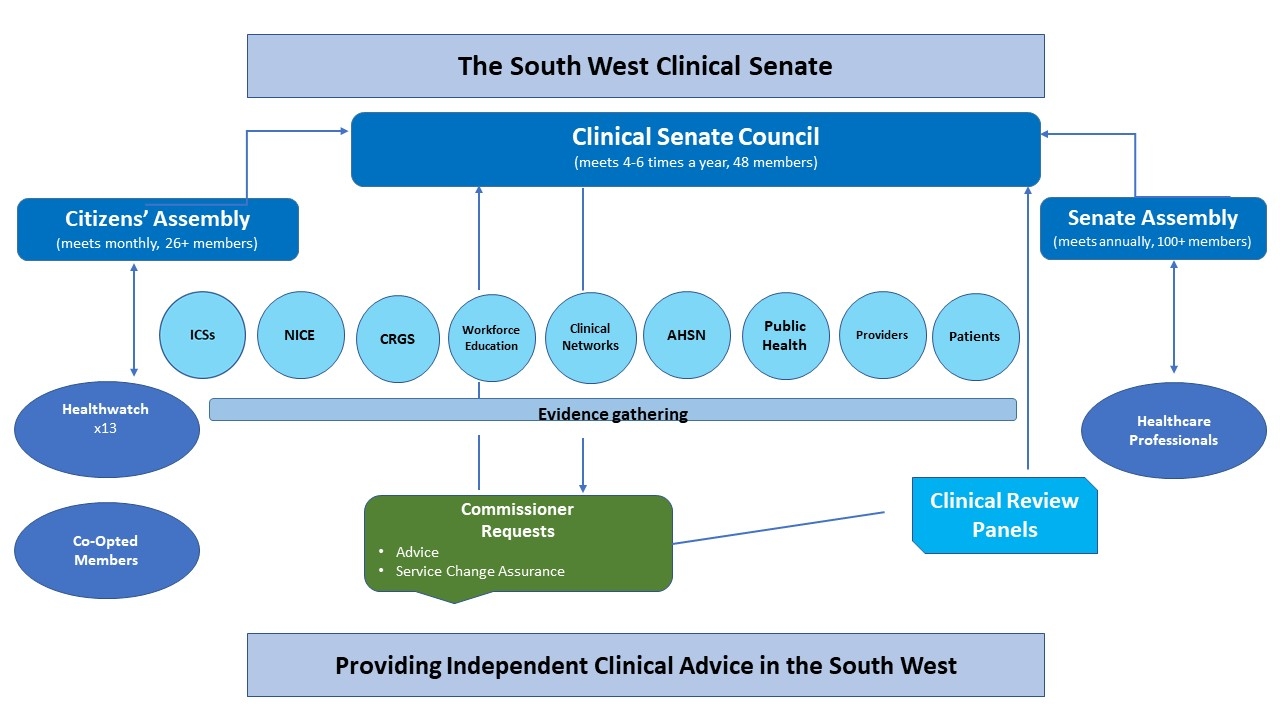 The South West Clinical Senate
Clinical Senate Council
(meets 4-6 times a year, 48 members)
Citizens’ Assembly
(meets monthly, 26+ members)
Senate Assembly
(meets annually, 100+ members)
ICSs
NICE
CRGS
Workforce
Education
Clinical
Networks
AHSN
Public
Health
Providers
Patients
Evidence gathering
Healthwatch
x13
Healthcare
Professionals
Co-Opted
Members
Commissioner
Requests
• Advice
• Service Change Assurance
Clinical Review
Panels
Providing Independent Clinical Advice in the South West